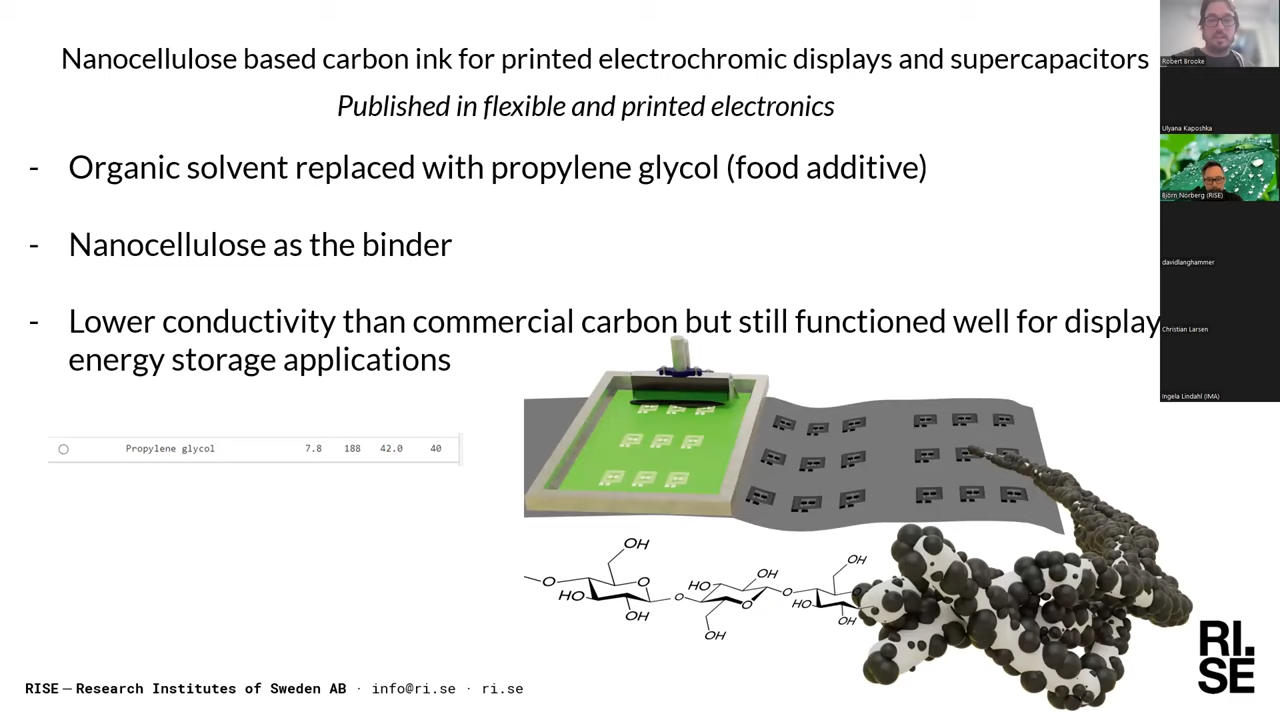 Nanocellulose based carbon ink for printed electrochromic displays and supercapacitors
Published in flexible and printed electronics
- Organic solvent replaced with propylene glycol (food additive)
- Nanocellulose as the binder
- Lower conductivity than commercial carbon but still functioned well for display
energy storage applications
Propylene glycol 7.8 188 42.0 40
OH
O
O
HO
OH
O
HO
OH
O
OH
O
OH
O
HO
OH
RISE — Research Institutes of Sweden AB · info@ri.se · ri.se
RI.
SE
Robert Brooke
Ulyana Kaposhka
Björn Norberg (RISE)
davidlanghammer
Christian Larsen
Ingela Lindahl (IMA)